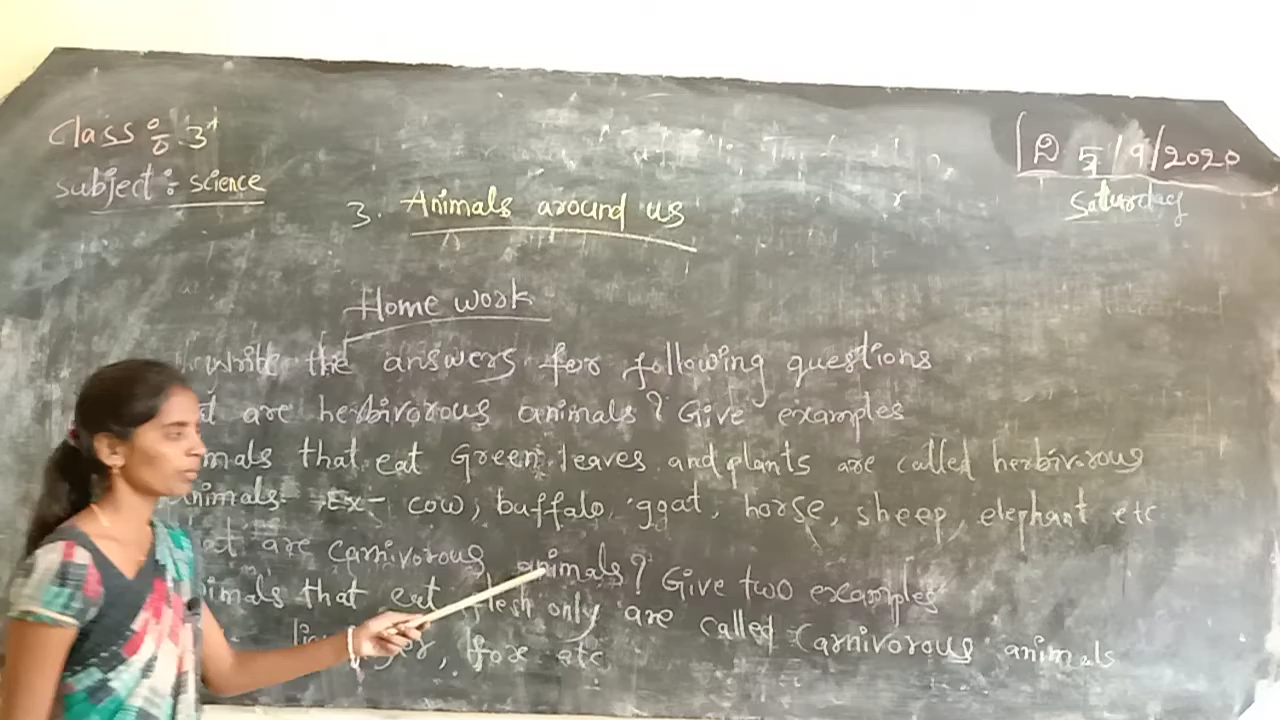 Class : 3
subject :- science
ದಿ 5/9/2020
Saturday
3. Animals around us
Home work
Write the answers for following questions
are herbivorous animals? Give examples
that eat Green leaves and plants are called herbivorous
animals. Ex- cow, buffalo, goat, horse, sheep, elephant etc
are carnivorous animals? Give two examples
that eat flesh only are called Carnivorous animals
fox etc